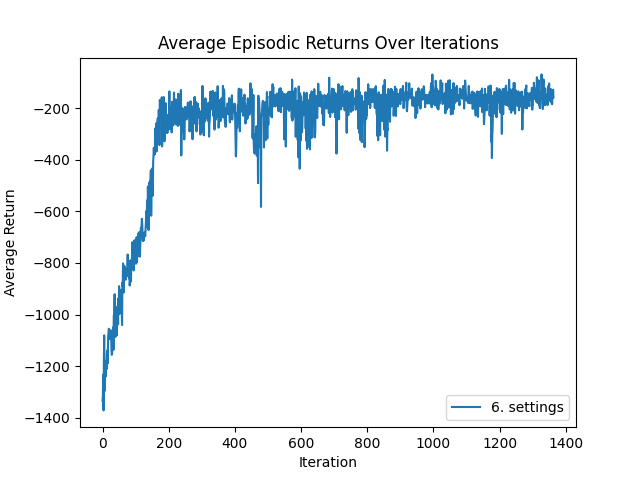 Average Episodic Returns Over Iterations
Average Return
−200
−400
−600
−800
−1000
−1200
−1400
0 200 400 600 800 1000 1200 1400
Iteration
6. settings